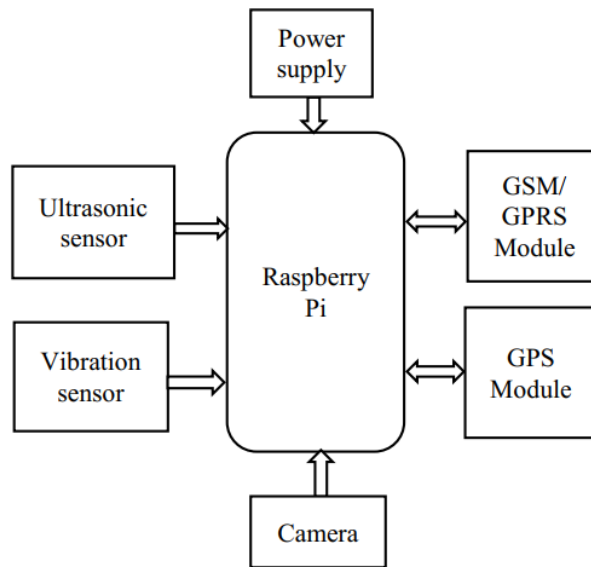 Power
supply
Ultrasonic
sensor
GSM/
GPRS
Module
Raspberry
Pi
Vibration
sensor
GPS
Module
Camera